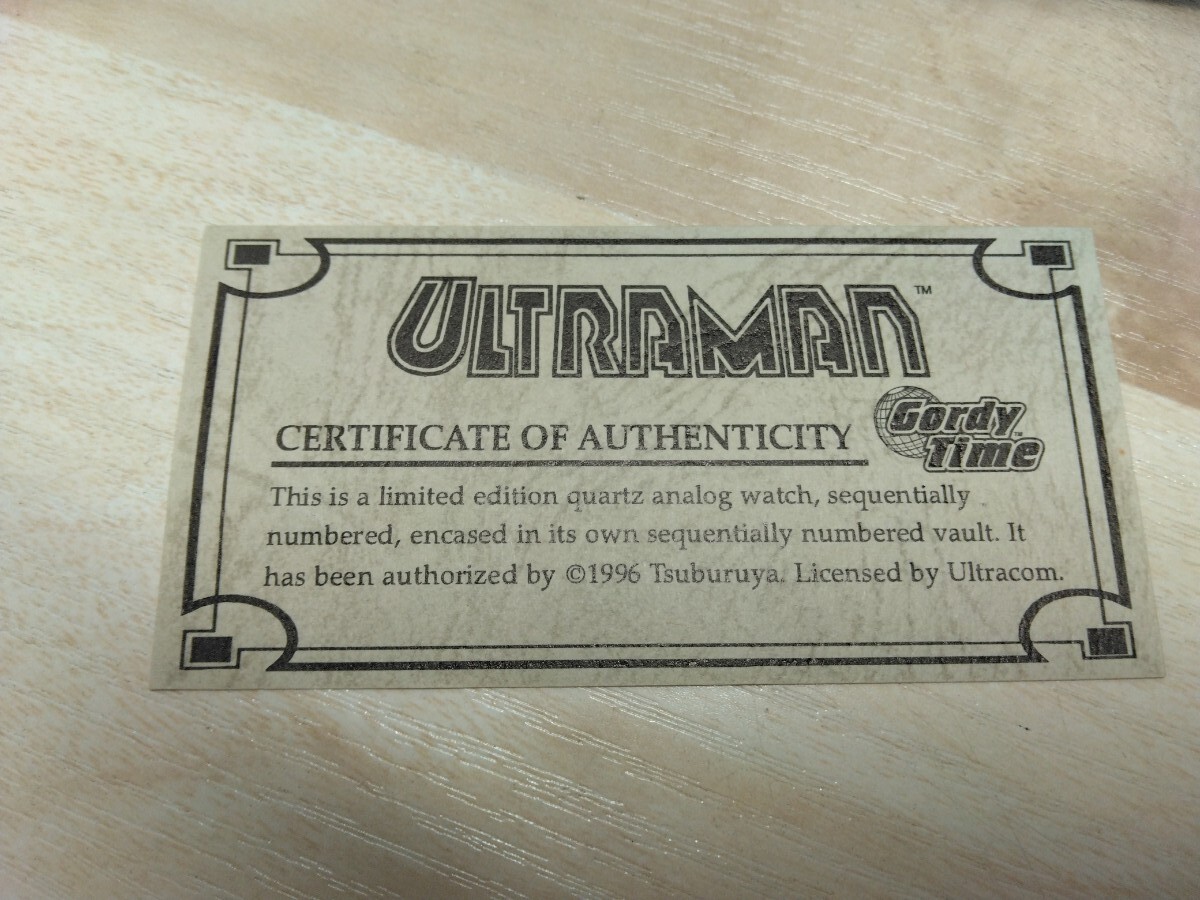 ULTRAMAN™
CERTIFICATE OF AUTHENTICITY
Gordy
Time™
This is a limited edition quartz analog watch, sequentially
numbered, encased in its own sequentially numbered vault. It
has been authorized by ©1996 Tsuburuya. Licensed by Ultracom.